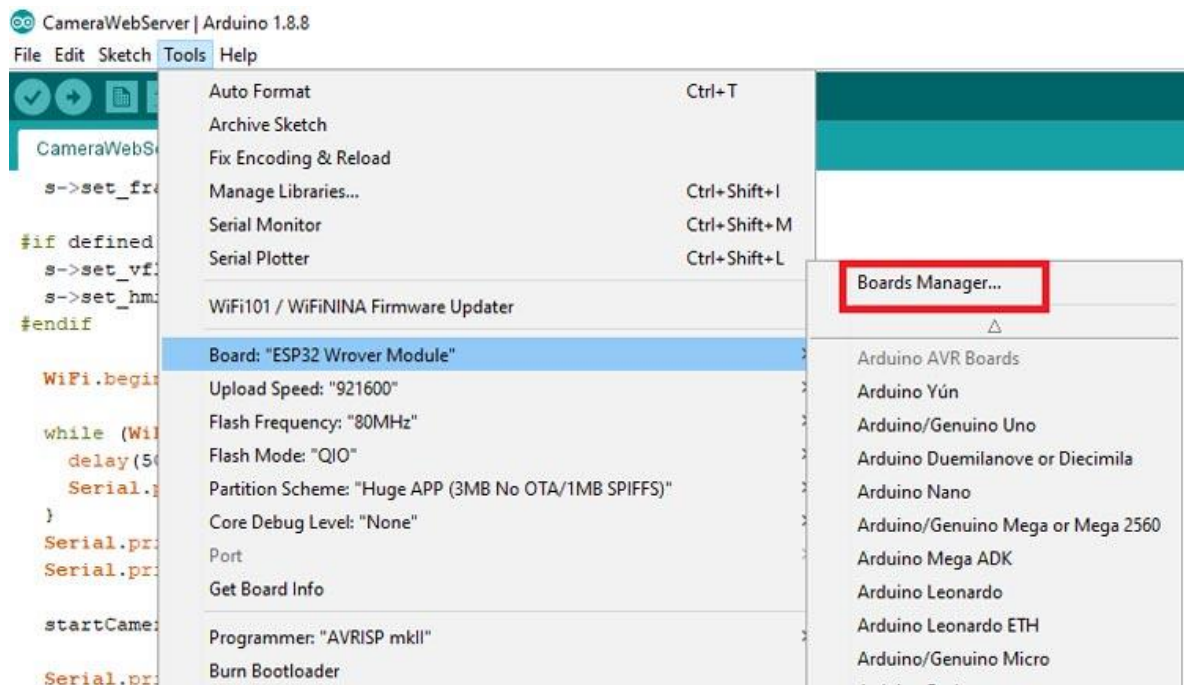 CameraWebServer | Arduino 1.8.8
File Edit Sketch Tools Help
Auto Format Ctrl+T
Archive Sketch
Fix Encoding & Reload
Manage Libraries... Ctrl+Shift+I
Serial Monitor Ctrl+Shift+M
Serial Plotter Ctrl+Shift+L
WiFi101 / WiFiNINA Firmware Updater
Board: "ESP32 Wrover Module"
Upload Speed: "921600"
Flash Frequency: "80MHz"
Flash Mode: "QIO"
Partition Scheme: "Huge APP (3MB No OTA/1MB SPIFFS)"
Core Debug Level: "None"
Port
Get Board Info
Programmer: "AVRISP mkII"
Burn Bootloader
Boards Manager...
Arduino AVR Boards
Arduino Yún
Arduino/Genuino Uno
Arduino Duemilanove or Diecimila
Arduino Nano
Arduino/Genuino Mega or Mega 2560
Arduino Mega ADK
Arduino Leonardo
Arduino Leonardo ETH
Arduino/Genuino Micro
CameraWebS
s->set_fra
#if defined
s->set_vf
s->set_hm
#endif
WiFi.begi
while (Wi
delay(5
Serial.
}
Serial.pr
Serial.pr
startCame
Serial.pr